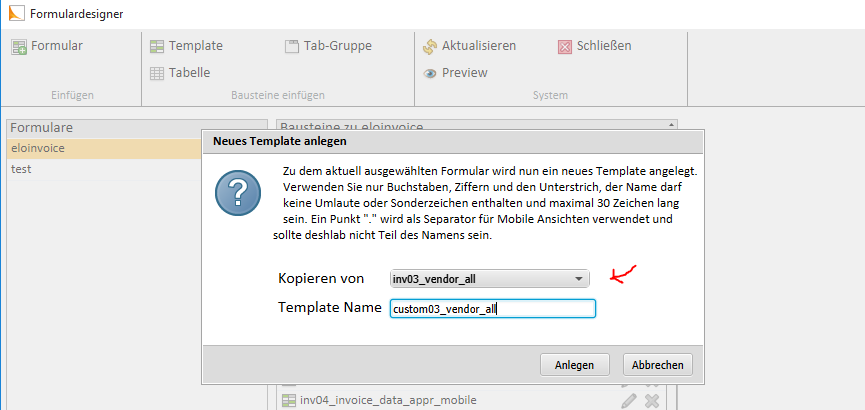 Formulardesigner
Formular
Template
Tab-Gruppe
Aktualisieren
Schließen
Tabelle
Preview
Einfügen
Bausteine einfügen
System
Formulare
Bausteine zu eloinvoice
eloinvoice
test
Neues Template anlegen
Zu dem aktuell ausgewählten Formular wird nun ein neues Template angelegt.
Verwenden Sie nur Buchstaben, Ziffern und den Unterstrich, der Name darf
keine Umlaute oder Sonderzeichen enthalten und maximal 30 Zeichen lang
sein. Ein Punkt "." wird als Separator für Mobile Ansichten verwendet und
sollte deshlab nicht Teil des Namens sein.
Kopieren von
inv03_vendor_all
Template Name
custom03_vendor_all
Anlegen
Abbrechen
inv04_invoice_data_appr_mobile